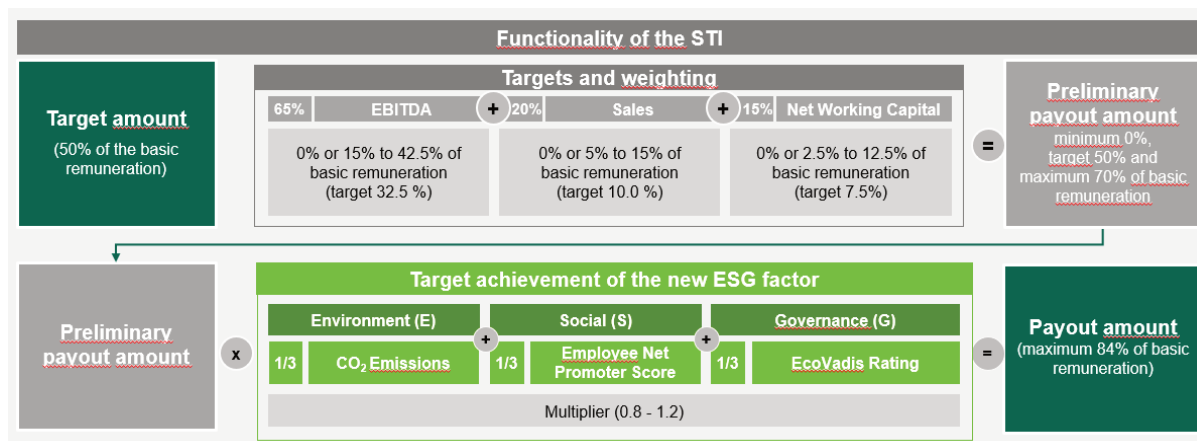 Functionality of the STI
Target amount
(50% of the basic
remuneration)
Targets and weighting
65%
EBITDA
+
20%
Sales
+
15%
Net Working Capital
0% or 15% to 42.5% of
basic remuneration
(target 32.5 %)
0% or 5% to 15% of
basic remuneration
(target 10.0 %)
0% or 2.5% to 12.5% of
basic remuneration
(target 7.5%)
=
Preliminary
payout amount
minimum 0%,
target 50% and
maximum 70% of basic
remuneration
Preliminary
payout amount
x
Target achievement of the new ESG factor
Environment (E)
+
Social (S)
+
Governance (G)
1/3
CO₂ Emissions
1/3
Employee Net
Promoter Score
1/3
EcoVadis Rating
Multiplier (0.8 - 1.2)
=
Payout amount
(maximum 84% of basic
remuneration)